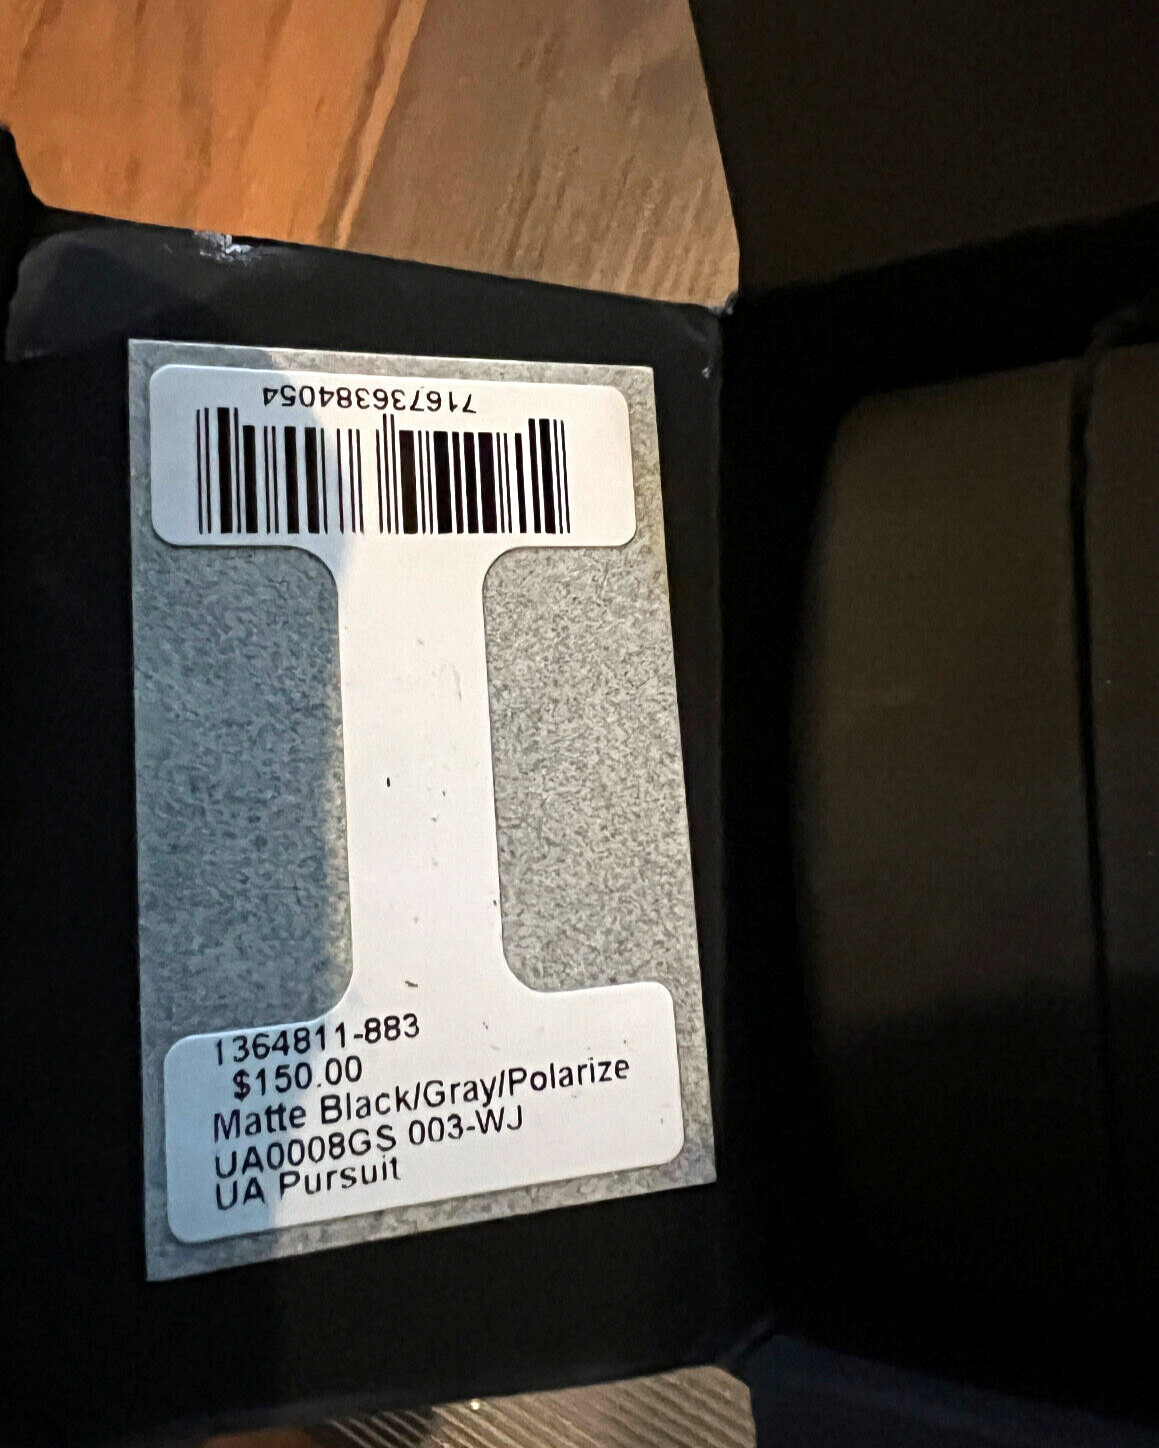 716736384054
1364811-883
$150.00
Matte Black/Gray/Polarize
UA0008GS 003-WJ
UA Pursuit